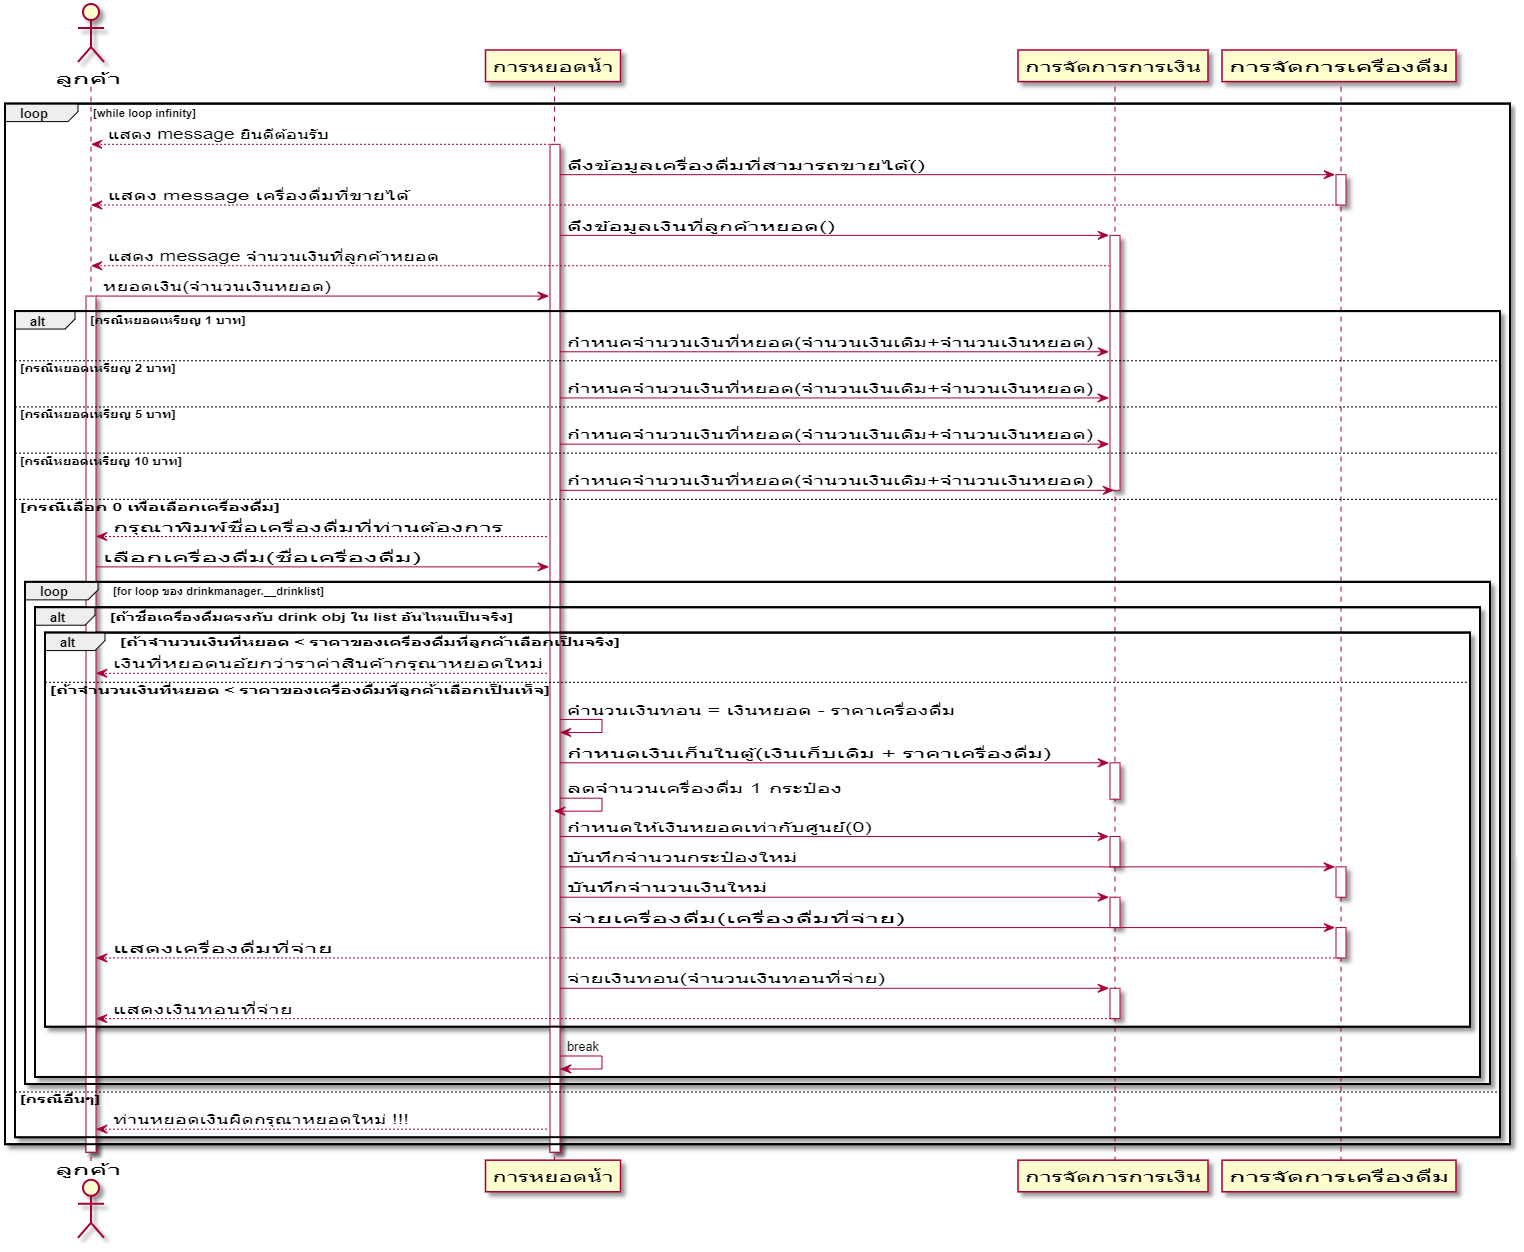 ลูกค้า
การหยอดน้ำ
การจัดการการเงิน
การจัดการเครื่องดื่ม
loop [while loop infinity]
แสดง message ยินดีต้อนรับ
ดึงข้อมูลเครื่องดื่มที่สามารถขายได้()
แสดง message เครื่องดื่มที่ขายได้
ดึงข้อมูลเงินที่ลูกค้าหยอด()
แสดง message จำนวนเงินที่ลูกค้าหยอด
หยอดเงิน(จำนวนเงินหยอด)
alt [กรณีหยอดเหรียญ 1 บาท]
กำหนคจำนวนเงินที่หยอด(จำนวนเงินเดิม+จำนวนเงินหยอด)
[กรณีหยอดเหรียญ 2 บาท]
กำหนคจำนวนเงินที่หยอด(จำนวนเงินเดิม+จำนวนเงินหยอด)
[กรณีหยอดเหรียญ 5 บาท]
กำหนคจำนวนเงินที่หยอด(จำนวนเงินเดิม+จำนวนเงินหยอด)
[กรณีหยอดเหรียญ 10 บาท]
กำหนคจำนวนเงินที่หยอด(จำนวนเงินเดิม+จำนวนเงินหยอด)
[กรณีเลือก 0 เพื่อเลือกเครื่องดื่ม]
กรุณาพิมพ์ชื่อเครื่องดื่มที่ท่านต้องการ
เลือกเครื่องดื่ม(ชื่อเครื่องดื่ม)
loop [for loop ของ drinkmanager.__drinklist]
alt [ถ้าชื่อเครื่องดื่มตรงกับ drink obj ใน list อันไหนเป็นจริง]
alt [ถ้าจำนวนเงินที่หยอด < ราคาของเครื่องดื่มที่ลูกค้าเลือกเป็นจริง]
เงินที่หยอดนอ้ยกว่าราคาสินค้ากรุณาหยอดใหม่
[ถ้าจำนวนเงินที่หยอด < ราคาของเครื่องดื่มที่ลูกค้าเลือกเป็นเท็จ]
คำนวนเงินทอน = เงินหยอด - ราคาเครื่องดื่ม
กำหนดเงินเก็นในตู้(เงินเก็บเดิม + ราคาเครื่องดื่ม)
ลดจำนวนเครื่องดื่ม 1 กระป๋อง
กำหนดให้เงินหยอดเท่ากับศูนย์(0)
บันทึกจำนวนกระป๋องใหม่
บันทึกจำนวนเงินใหม่
จ่ายเครื่องดื่ม(เครื่องดื่มที่จ่าย)
แสดงเครื่องดื่มที่จ่าย
จ่ายเงินทอน(จำนวนเงินทอนที่จ่าย)
แสดงเงินทอนที่จ่าย
break
[กรณีอื่นๆ]
ท่านหยอดเงินผิดกรุณาหยอดใหม่ !!!
ลูกค้า
การหยอดน้ำ
การจัดการการเงิน
การจัดการเครื่องดื่ม